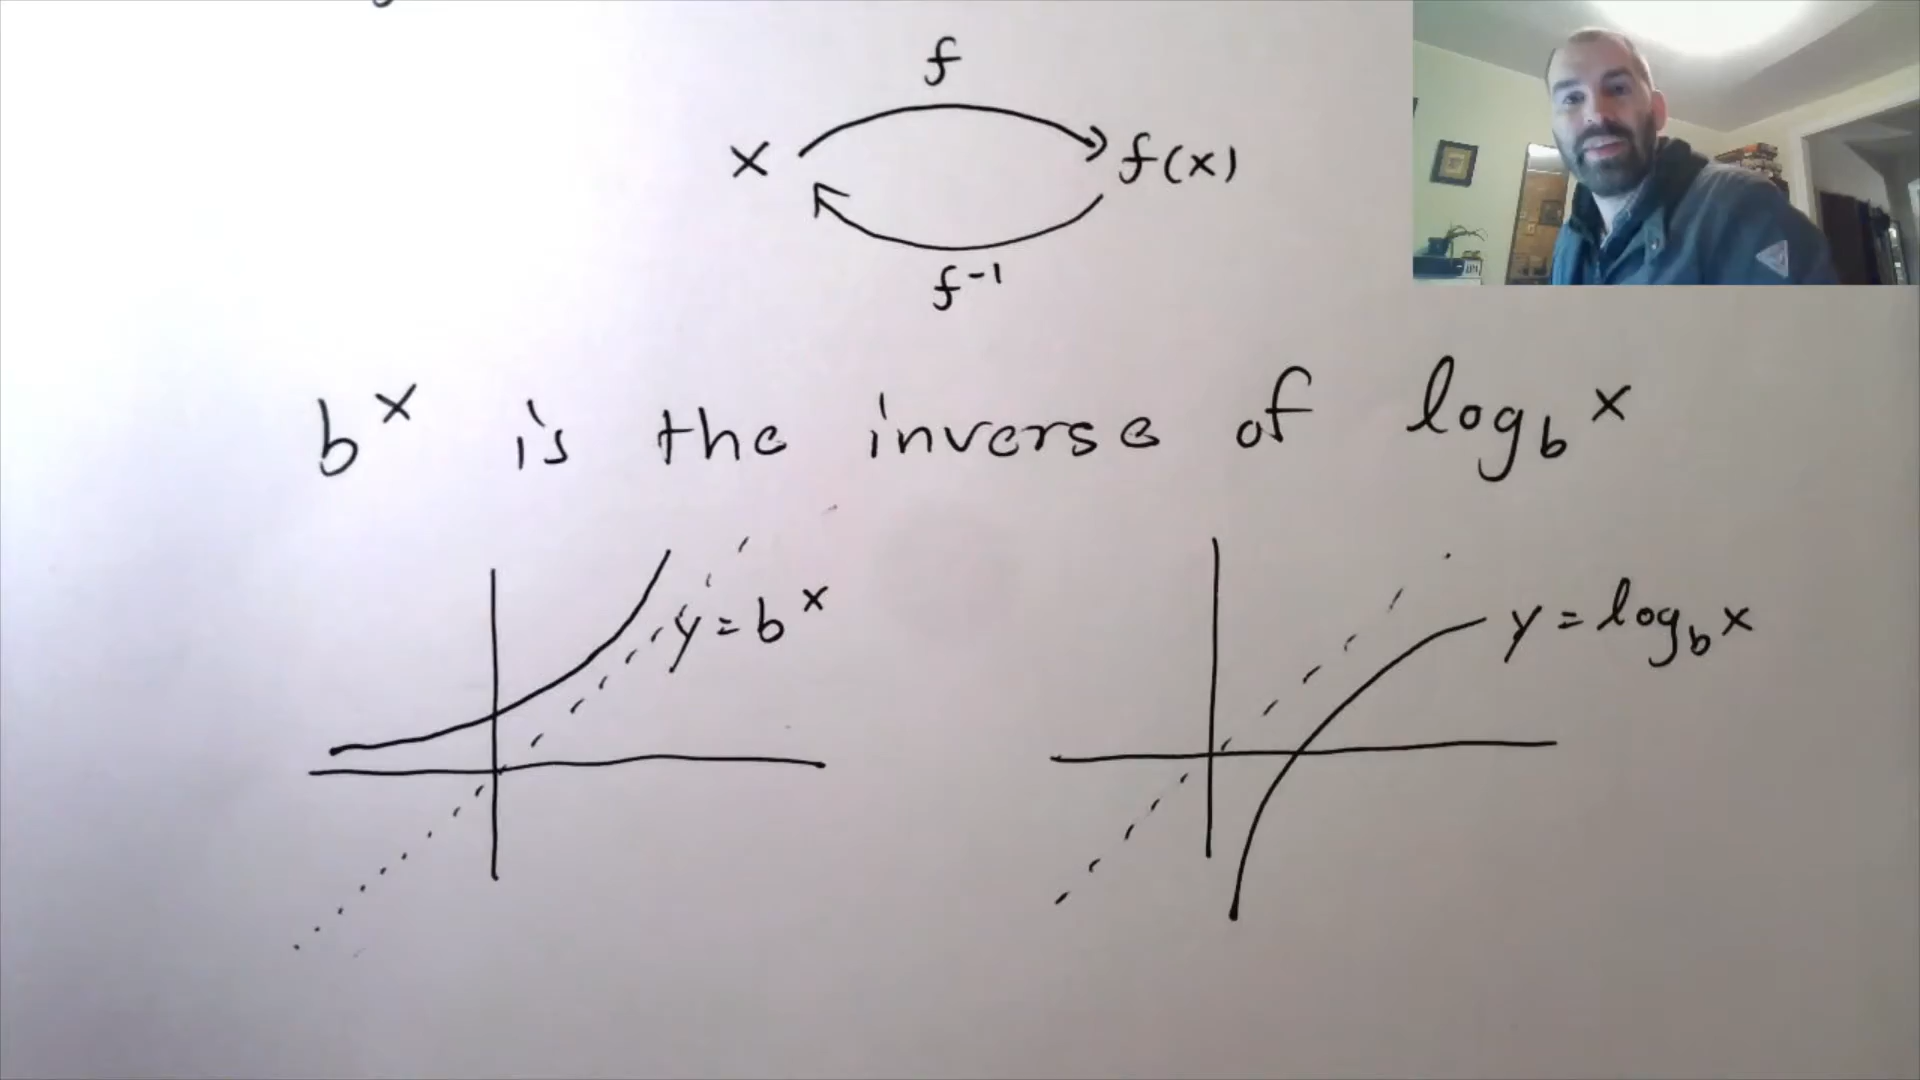 f
x f(x)
f⁻¹
bˣ is the inverse of log_b x
y = bˣ
y = log_b x